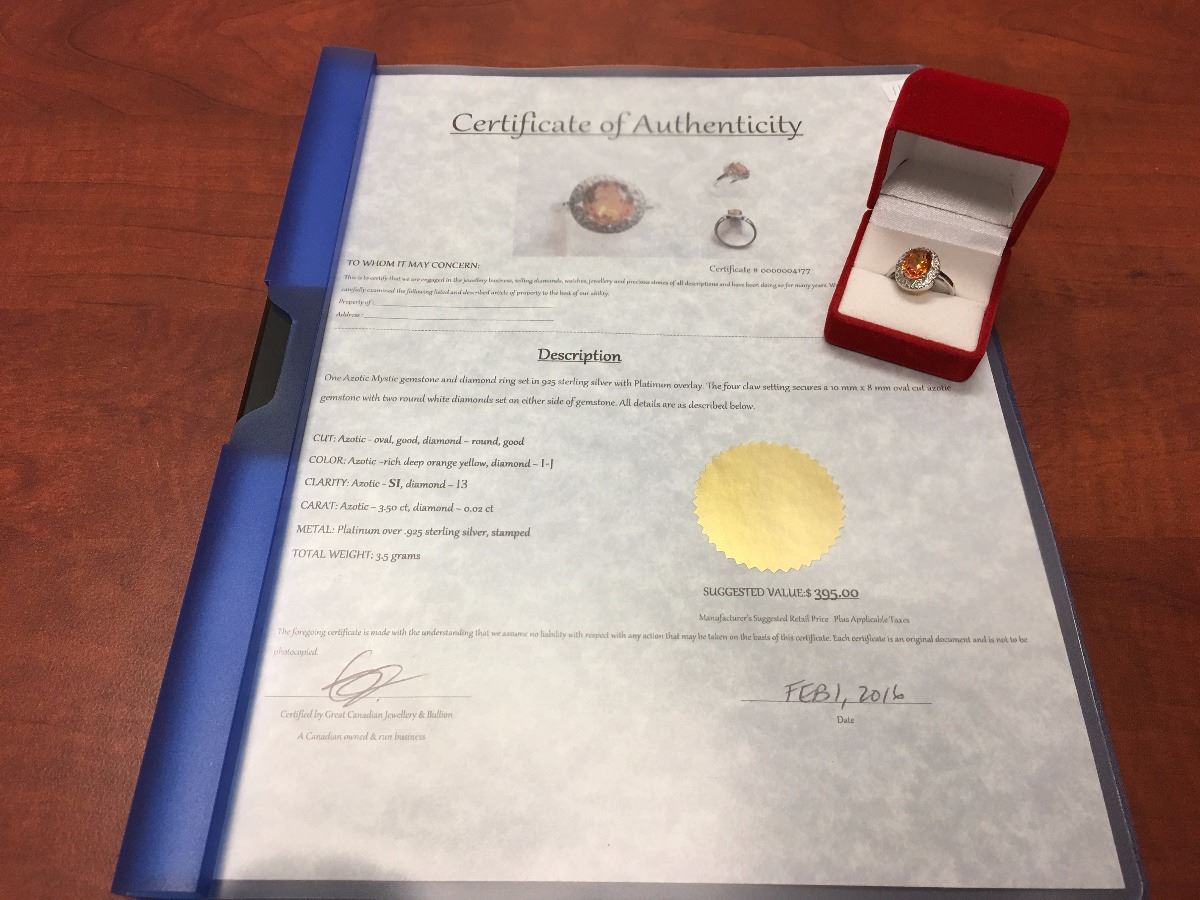 Certificate of Authenticity
TO WHOM IT MAY CONCERN:
Certificate # 0000004177
This is to certify that we are engaged in the jewellery business, selling diamonds, watches, jewellery and precious stones of all descriptions and have been doing so for many years.
carefully examined the following listed and described article of property to the best of our ability.
Property of:
Address:
Description
One Azotic Mystic gemstone and diamond ring set in 925 sterling silver with Platinum overlay. The four claw setting secures a 10 mm x 8 mm oval cut azotic
gemstone with two round white diamonds set on either side of gemstone. All details are as described below.
CUT: Azotic - oval, good, diamond - round, good
COLOR: Azotic -rich deep orange yellow, diamond - I-J
CLARITY: Azotic - SI, diamond - I3
CARAT: Azotic - 3.50 ct, diamond - 0.02 ct
METAL: Platinum over .925 sterling silver, stamped
TOTAL WEIGHT: 3.5 grams
SUGGESTED VALUE:$ 395.00
Manufacturer's Suggested Retail Price Plus Applicable Taxes
The foregoing certificate is made with the understanding that we assume no liability with respect with any action that may be taken on the basis of this certificate. Each certificate is an original document and is not to be
photocopied.
FEB 1, 2016
Certified by Great Canadian Jewellery & Bullion
Date
A Canadian owned & run business